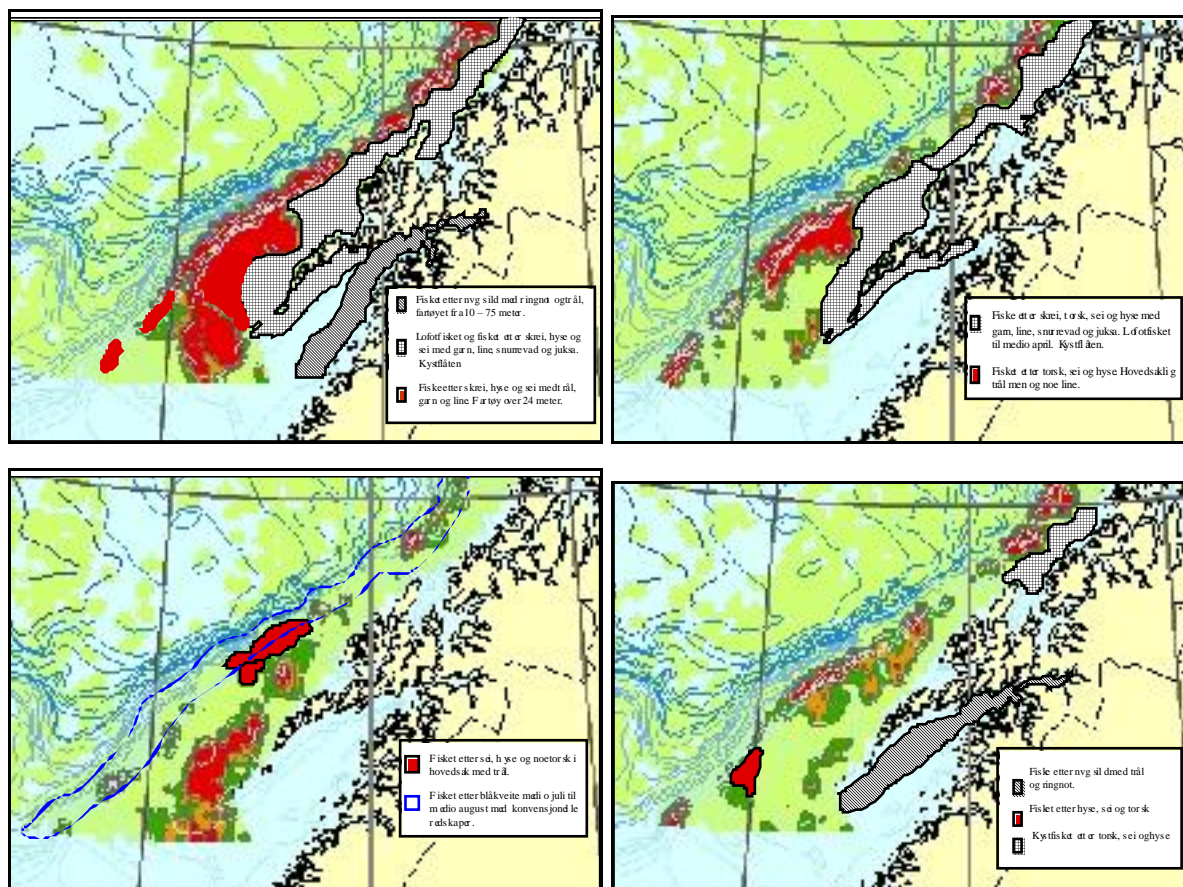 Fisket etter nvg sild med ringnot og trål,
fartøyet fra 10 – 75 meter.
Lofotfisket og fisket etter skrei, hyse og
sei med garn, line, snurrevad og juksa.
Kystflåten
Fiske etter skrei, hyse og sei med trål,
garn og line. Fartøy over 24 meter.
Fiske etter skrei, torsk, sei og hyse med
garn, line, snurrevad og juksa. Lofotfisket
til medio april. Kystflåten.
Fisket etter torsk, sei og hyse. Hovedsaklig
trål men og noe line.
Fisket etter sei, hyse og noe torsk i
hovedsak med trål.
Fisket etter blåkveite medio juli til
medio august med konvensjonelle
redskaper.
Fiske etter nvg sild med trål
og ringnot.
Fisket etter hyse, sei og torsk
Kystfisket etter torsk, sei og hyse